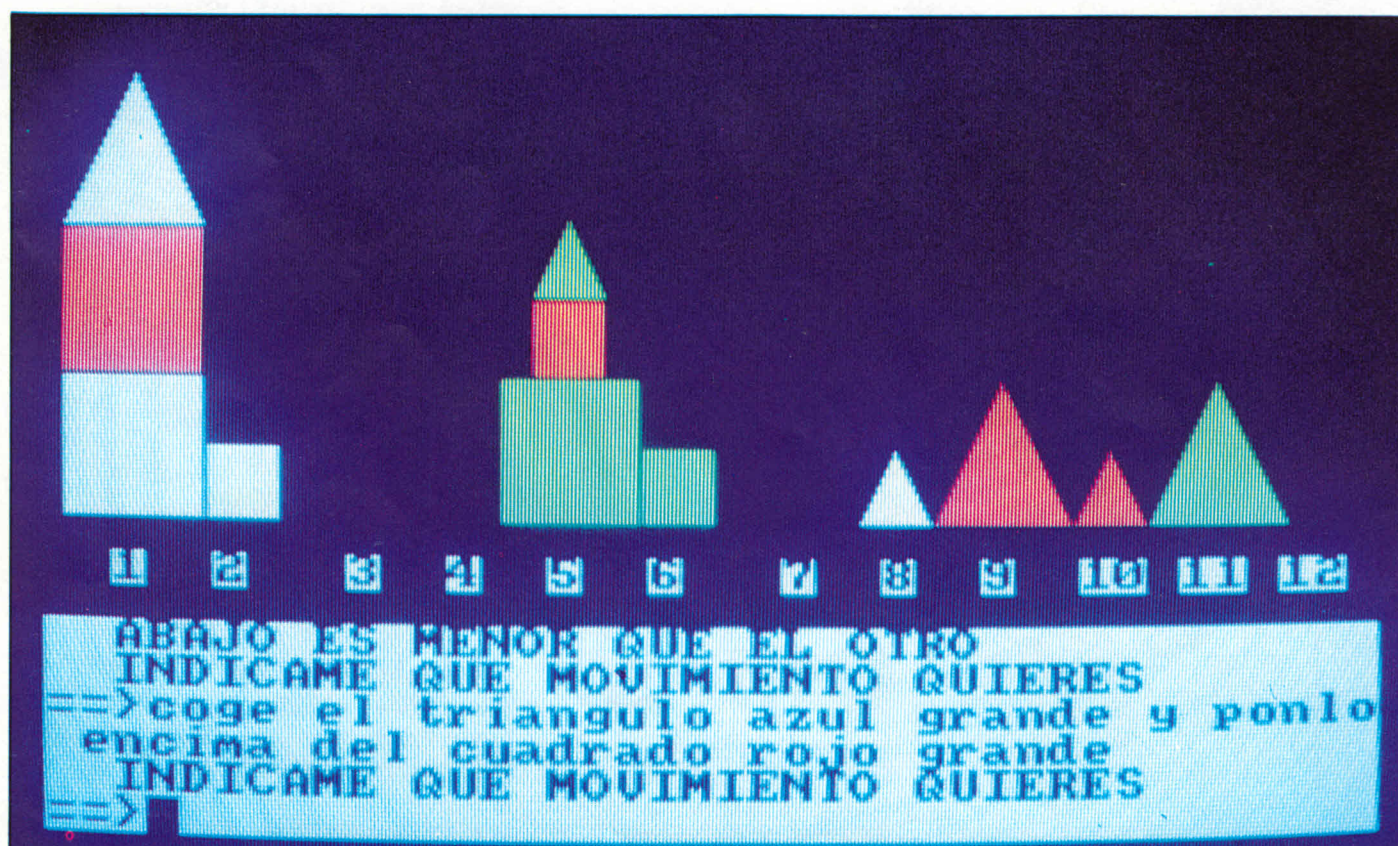 1 2 3 4 5 6 7 8 9 10 11 12
ABAJO ES MENOR QUE EL OTRO
INDICAME QUE MOVIMIENTO QUIERES
==>coge el triangulo azul grande y ponlo
encima del cuadrado rojo grande
INDICAME QUE MOVIMIENTO QUIERES
==>